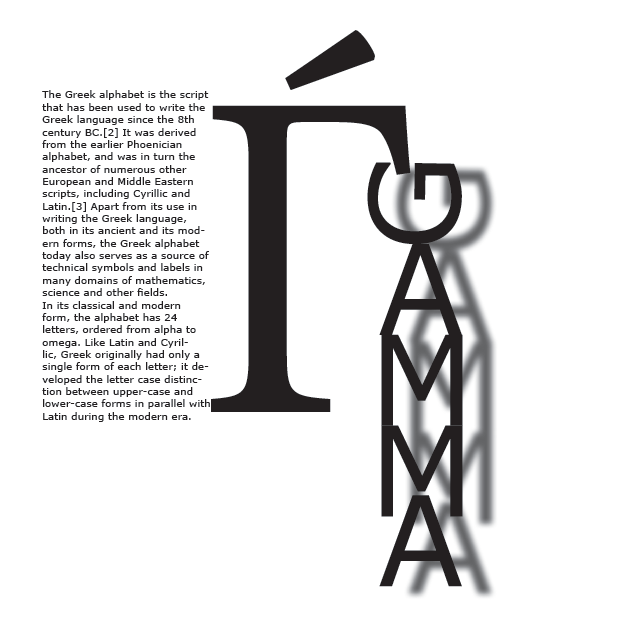 The Greek alphabet is the script
that has been used to write the
Greek language since the 8th
century BC.[2] It was derived
from the earlier Phoenician
alphabet, and was in turn the
ancestor of numerous other
European and Middle Eastern
scripts, including Cyrillic and
Latin.[3] Apart from its use in
writing the Greek language,
both in its ancient and its mod-
ern forms, the Greek alphabet
today also serves as a source of
technical symbols and labels in
many domains of mathematics,
science and other fields.
In its classical and modern
form, the alphabet has 24
letters, ordered from alpha to
omega. Like Latin and Cyril-
lic, Greek originally had only a
single form of each letter; it de-
veloped the letter case distinc-
tion between upper-case and
lower-case forms in parallel with
Latin during the modern era.
Γ
GAMMA